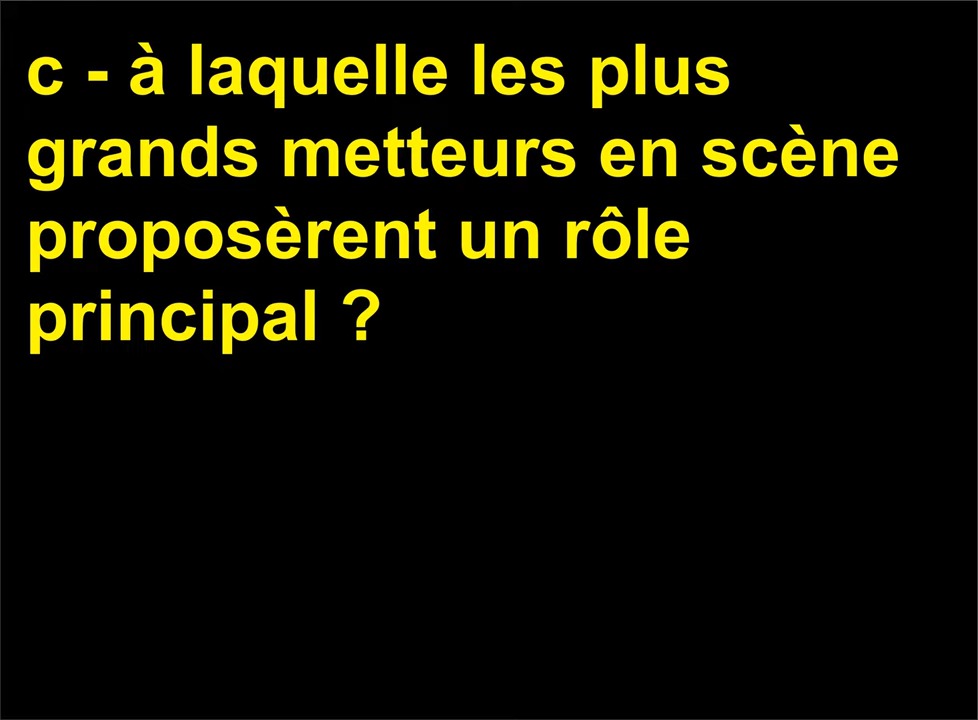 c - à laquelle les plus
grands metteurs en scène
proposèrent un rôle
principal ?